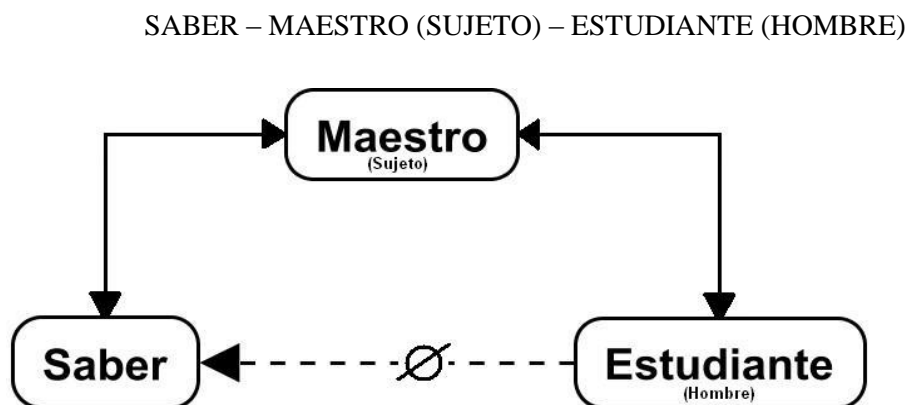 SABER – MAESTRO (SUJETO) – ESTUDIANTE (HOMBRE)
Maestro
(Sujeto)
Saber
Estudiante
(Hombre)